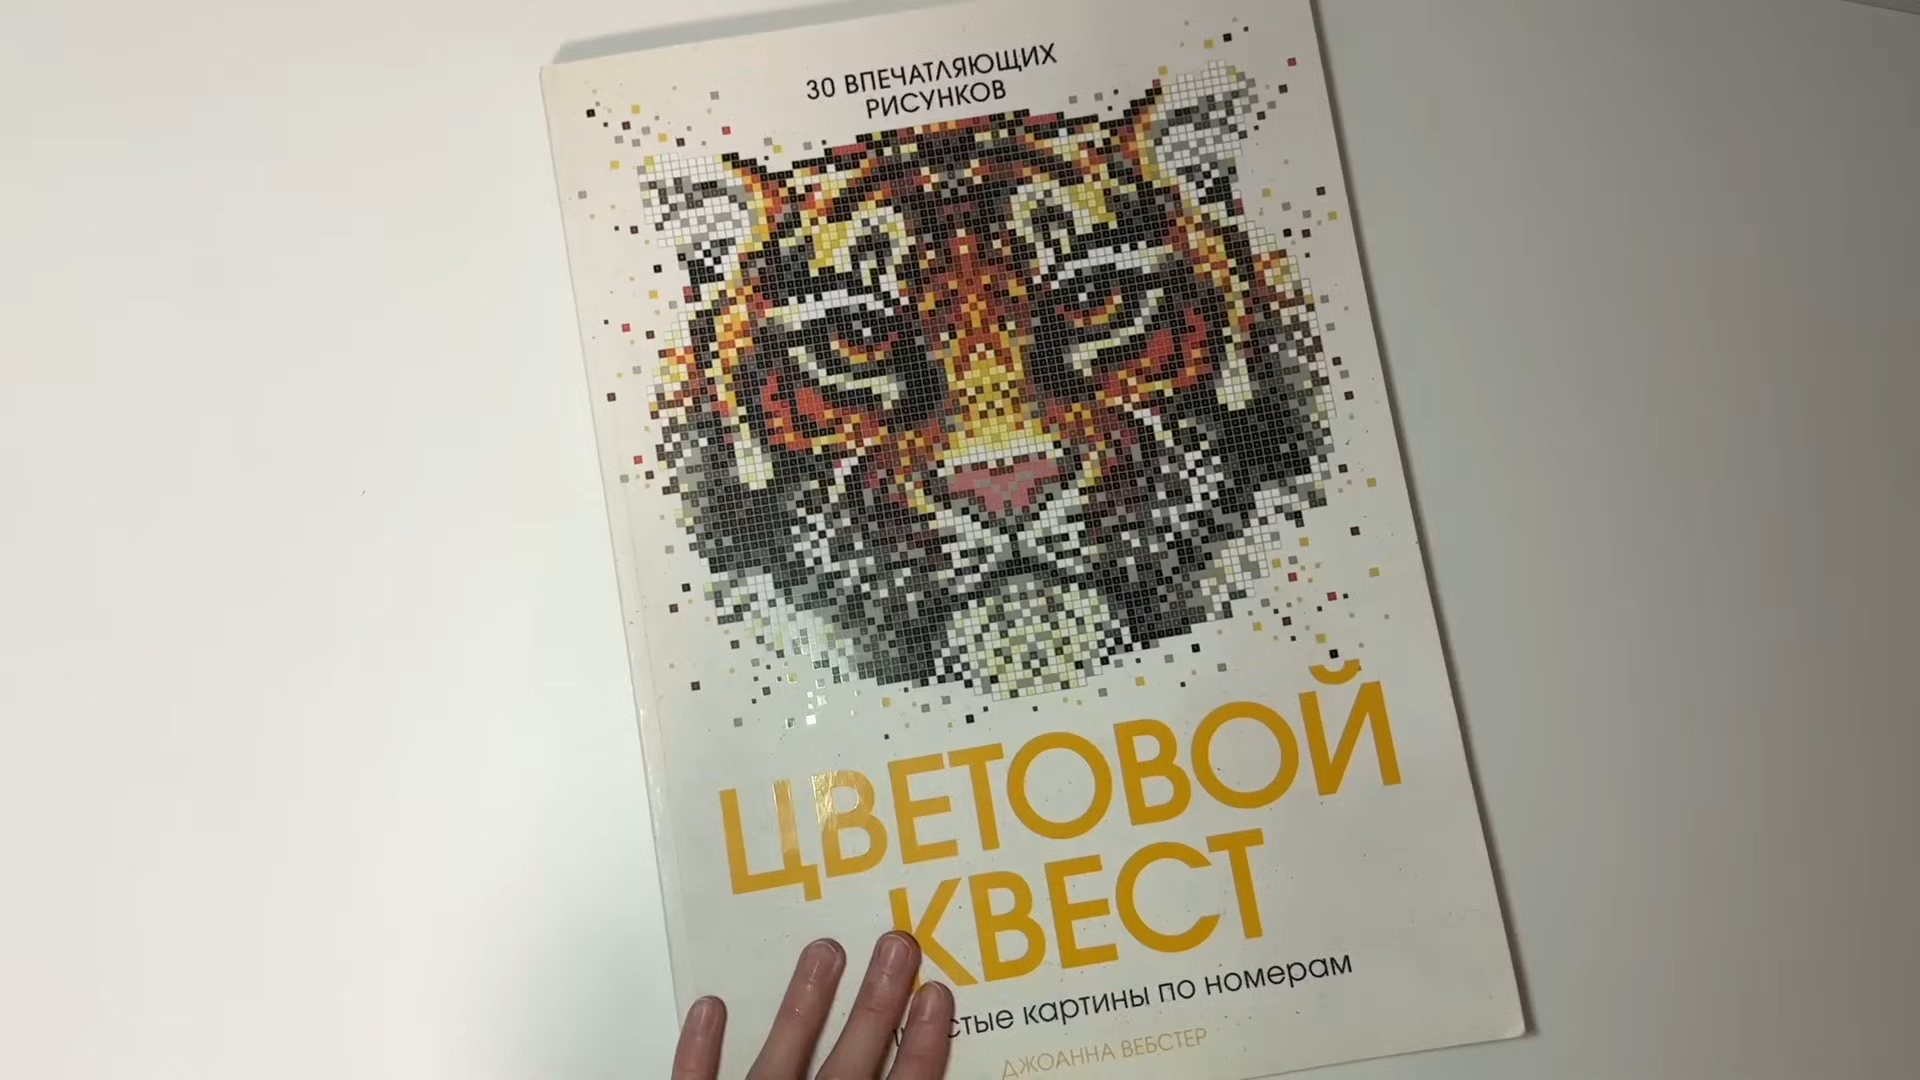 30 ВПЕЧАТЛЯЮЩИХ
РИСУНКОВ
ЦВЕТОВОЙ
КВЕСТ
картины по номерам
ДЖОАННА ВЕБСТЕР